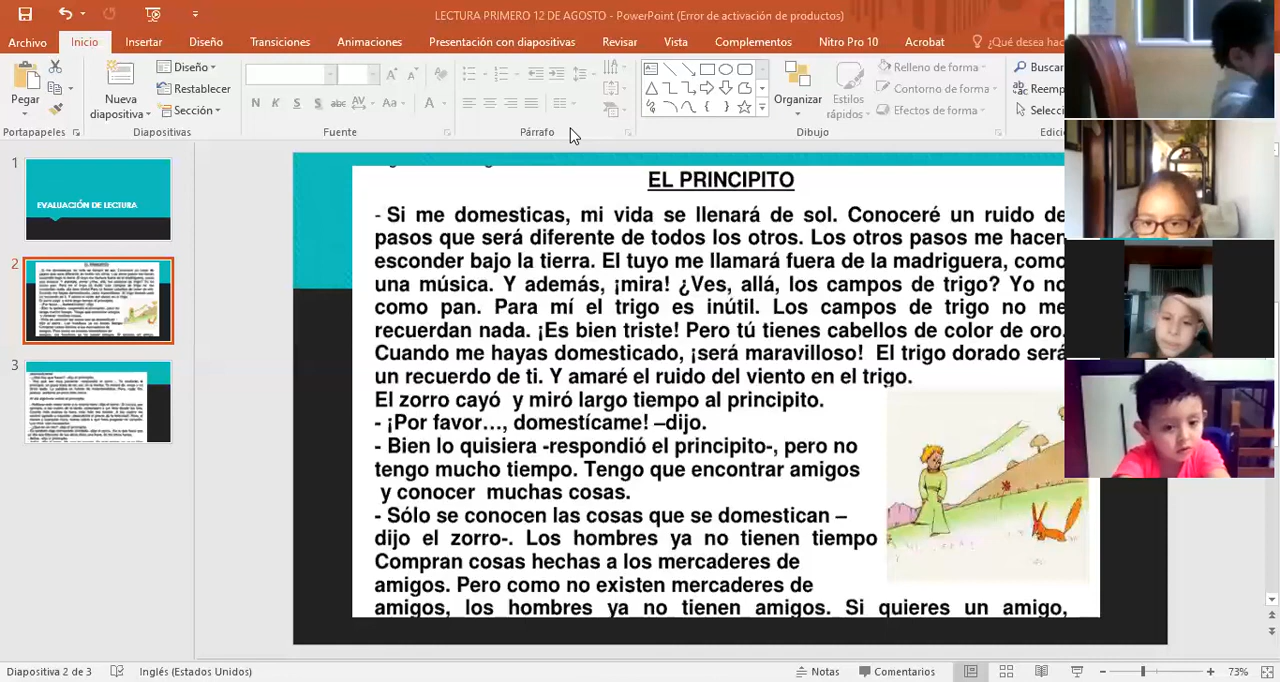 LECTURA PRIMERO 12 DE AGOSTO - PowerPoint (Error de activación de productos)
Archivo Inicio Insertar Diseño Transiciones Animaciones Presentación con diapositivas Revisar Vista Complementos Nitro Pro 10 Acrobat ¿Qué desea hac
Pegar
Nueva
diapositiva
Diseño
Restablecer
Sección
N K S S abc AV Aa A
Organizar
Estilos
rápidos
Relleno de forma
Contorno de forma
Efectos de forma
Buscar
Reemp
Selecci
Portapapeles Diapositivas Fuente Párrafo Dibujo Edici
1
EVALUACIÓN DE LECTURA
2
3
EL PRINCIPITO
- Si me domesticas, mi vida se llenará de sol. Conoceré un ruido de
pasos que será diferente de todos los otros. Los otros pasos me hacen
esconder bajo la tierra. El tuyo me llamará fuera de la madriguera, como
una música. Y además, ¡mira! ¿Ves, allá, los campos de trigo? Yo no
como pan. Para mí el trigo es inútil. Los campos de trigo no me
recuerdan nada. ¡Es bien triste! Pero tú tienes cabellos de color de oro.
Cuando me hayas domesticado, ¡será maravilloso! El trigo dorado será
un recuerdo de ti. Y amaré el ruido del viento en el trigo.
El zorro cayó y miró largo tiempo al principito.
- ¡Por favor…, domestícame! –dijo.
- Bien lo quisiera -respondió el principito-, pero no
tengo mucho tiempo. Tengo que encontrar amigos
y conocer muchas cosas.
- Sólo se conocen las cosas que se domestican –
dijo el zorro-. Los hombres ya no tienen tiempo
Compran cosas hechas a los mercaderes de
amigos. Pero como no existen mercaderes de
amigos, los hombres ya no tienen amigos. Si quieres un amigo,
Diapositiva 2 de 3 Inglés (Estados Unidos) Notas Comentarios 73%